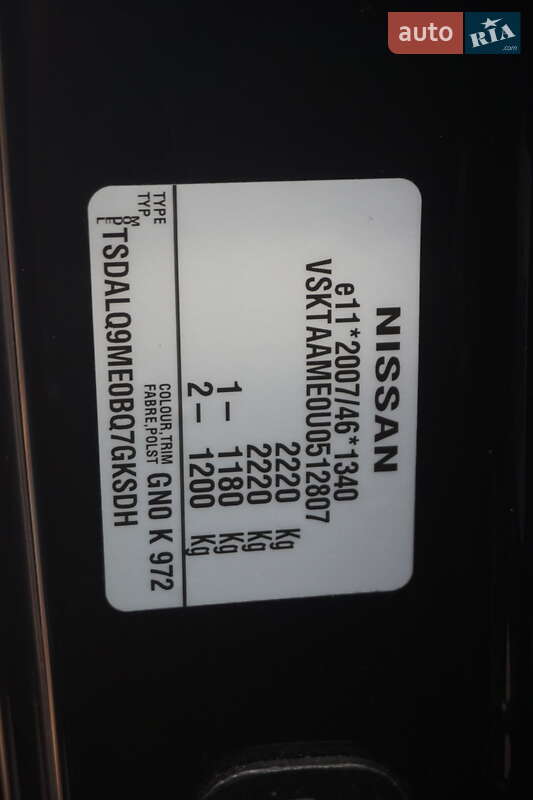 auto RIA.com
NISSAN
e11*2007/46*1340
VSKTAAME0U0512807
2220 Kg
2220 Kg
1– 1180 Kg
2– 1200 Kg
TYPE
TYP
COLOUR,TRIM
FABRE,POLST GN0 K 972
MODEL TSDALQ9ME0BQ7GKSDH